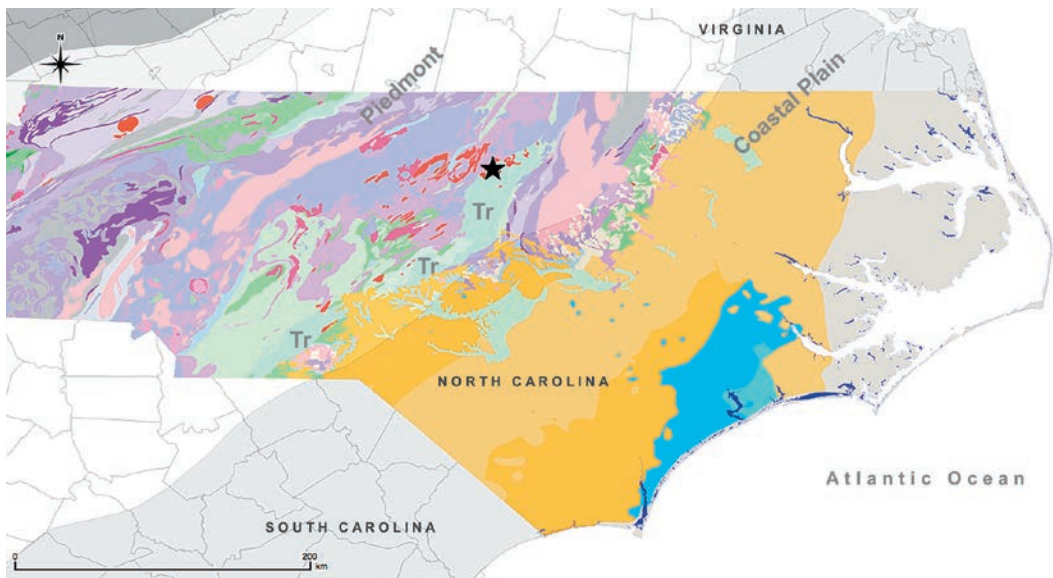 VIRGINIA
N
Piedmont
Coastal Plain
Tr
Tr
Tr
NORTH CAROLINA
Atlantic Ocean
SOUTH CAROLINA
0 200
km